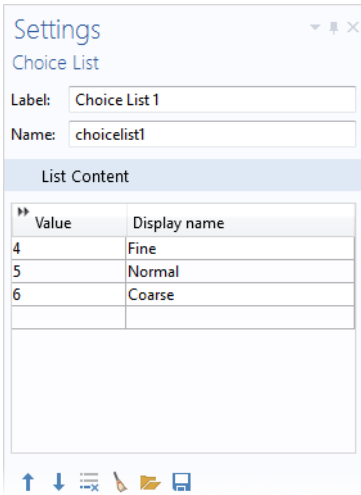 Settings
Choice List
Label: Choice List 1
Name: choicelist1
List Content
Value Display name
4 Fine
5 Normal
6 Coarse